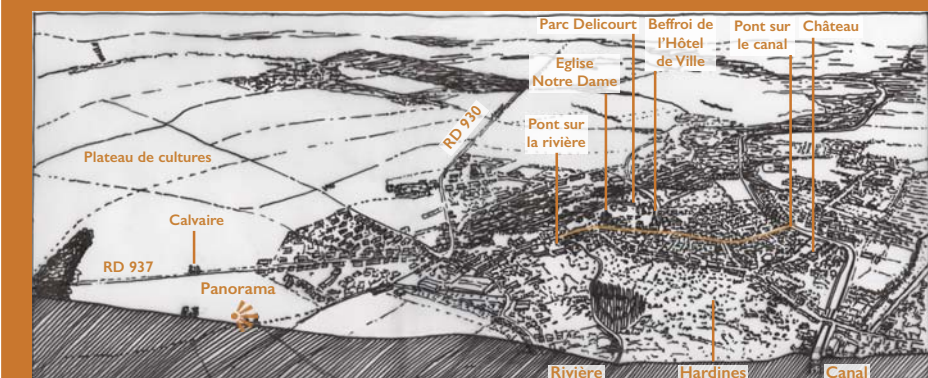 Parc Delicourt
Beffroi de
l'Hôtel
de Ville
Pont sur
le canal
Château
Eglise
Notre Dame
RD 930
Pont sur
la rivière
Plateau de cultures
Calvaire
RD 937
Panorama
Rivière
Hardines
Canal